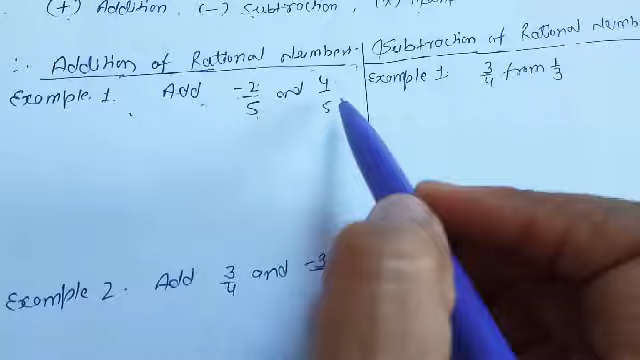 (+) Addition, (-) Subtraction, (×)
∴ Addition of Rational Numbers:-
Example 1. Add -2/5 and 4/5
Example 2. Add 3/4 and -3
Subtraction of Rational Numb
Example 1. 3/4 from 1/3